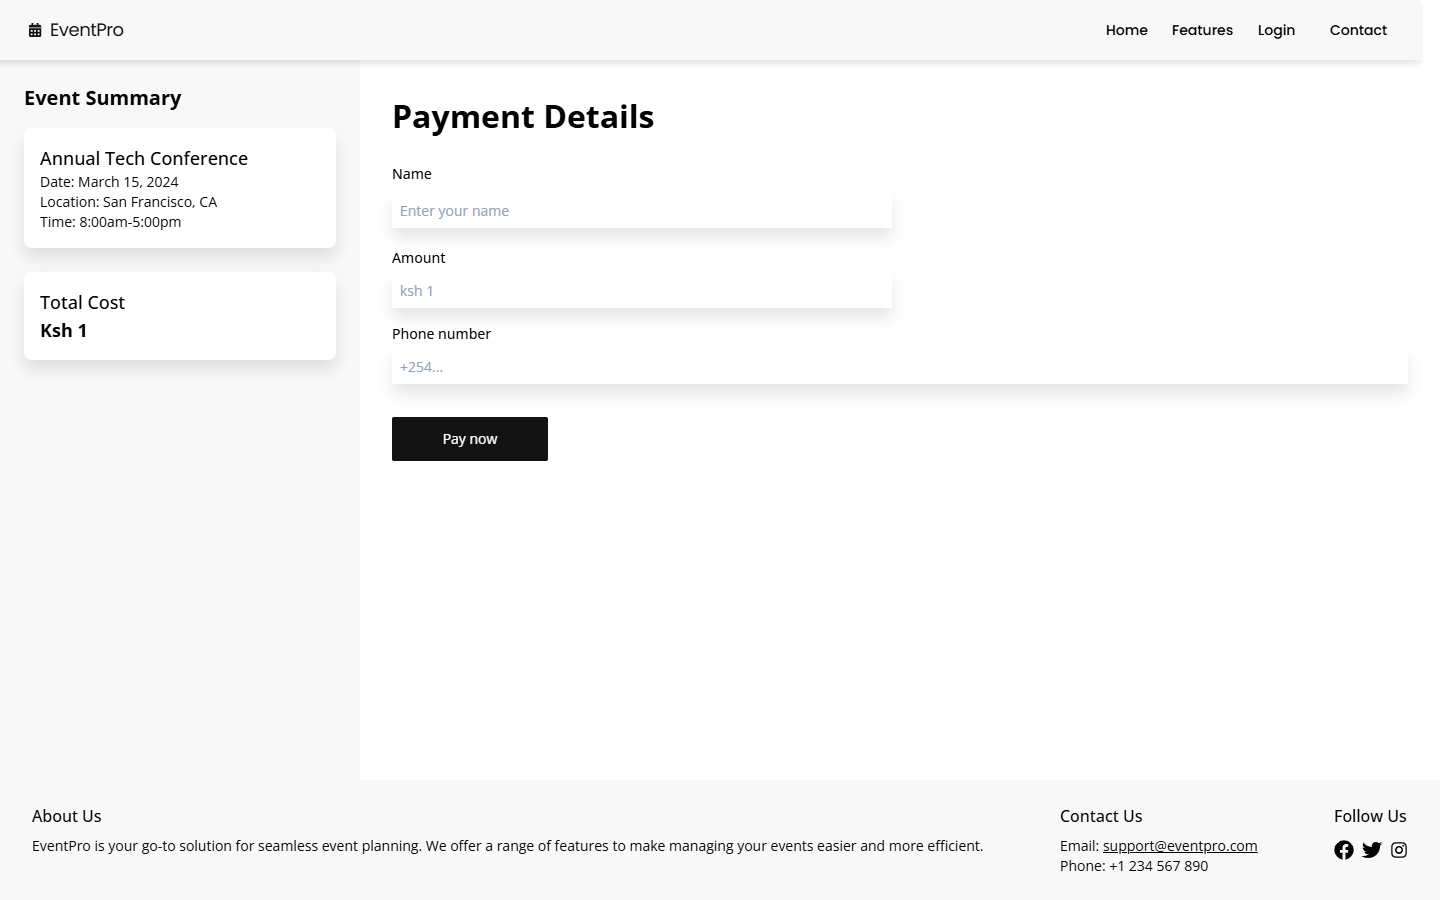 EventPro
Home Features Login Contact
Event Summary
Annual Tech Conference
Date: March 15, 2024
Location: San Francisco, CA
Time: 8:00am-5:00pm
Total Cost
Ksh 1
Payment Details
Name
Enter your name
Amount
ksh 1
Phone number
+254...
Pay now
About Us
EventPro is your go-to solution for seamless event planning. We offer a range of features to make managing your events easier and more efficient.
Contact Us
Email: support@eventpro.com
Phone: +1 234 567 890
Follow Us